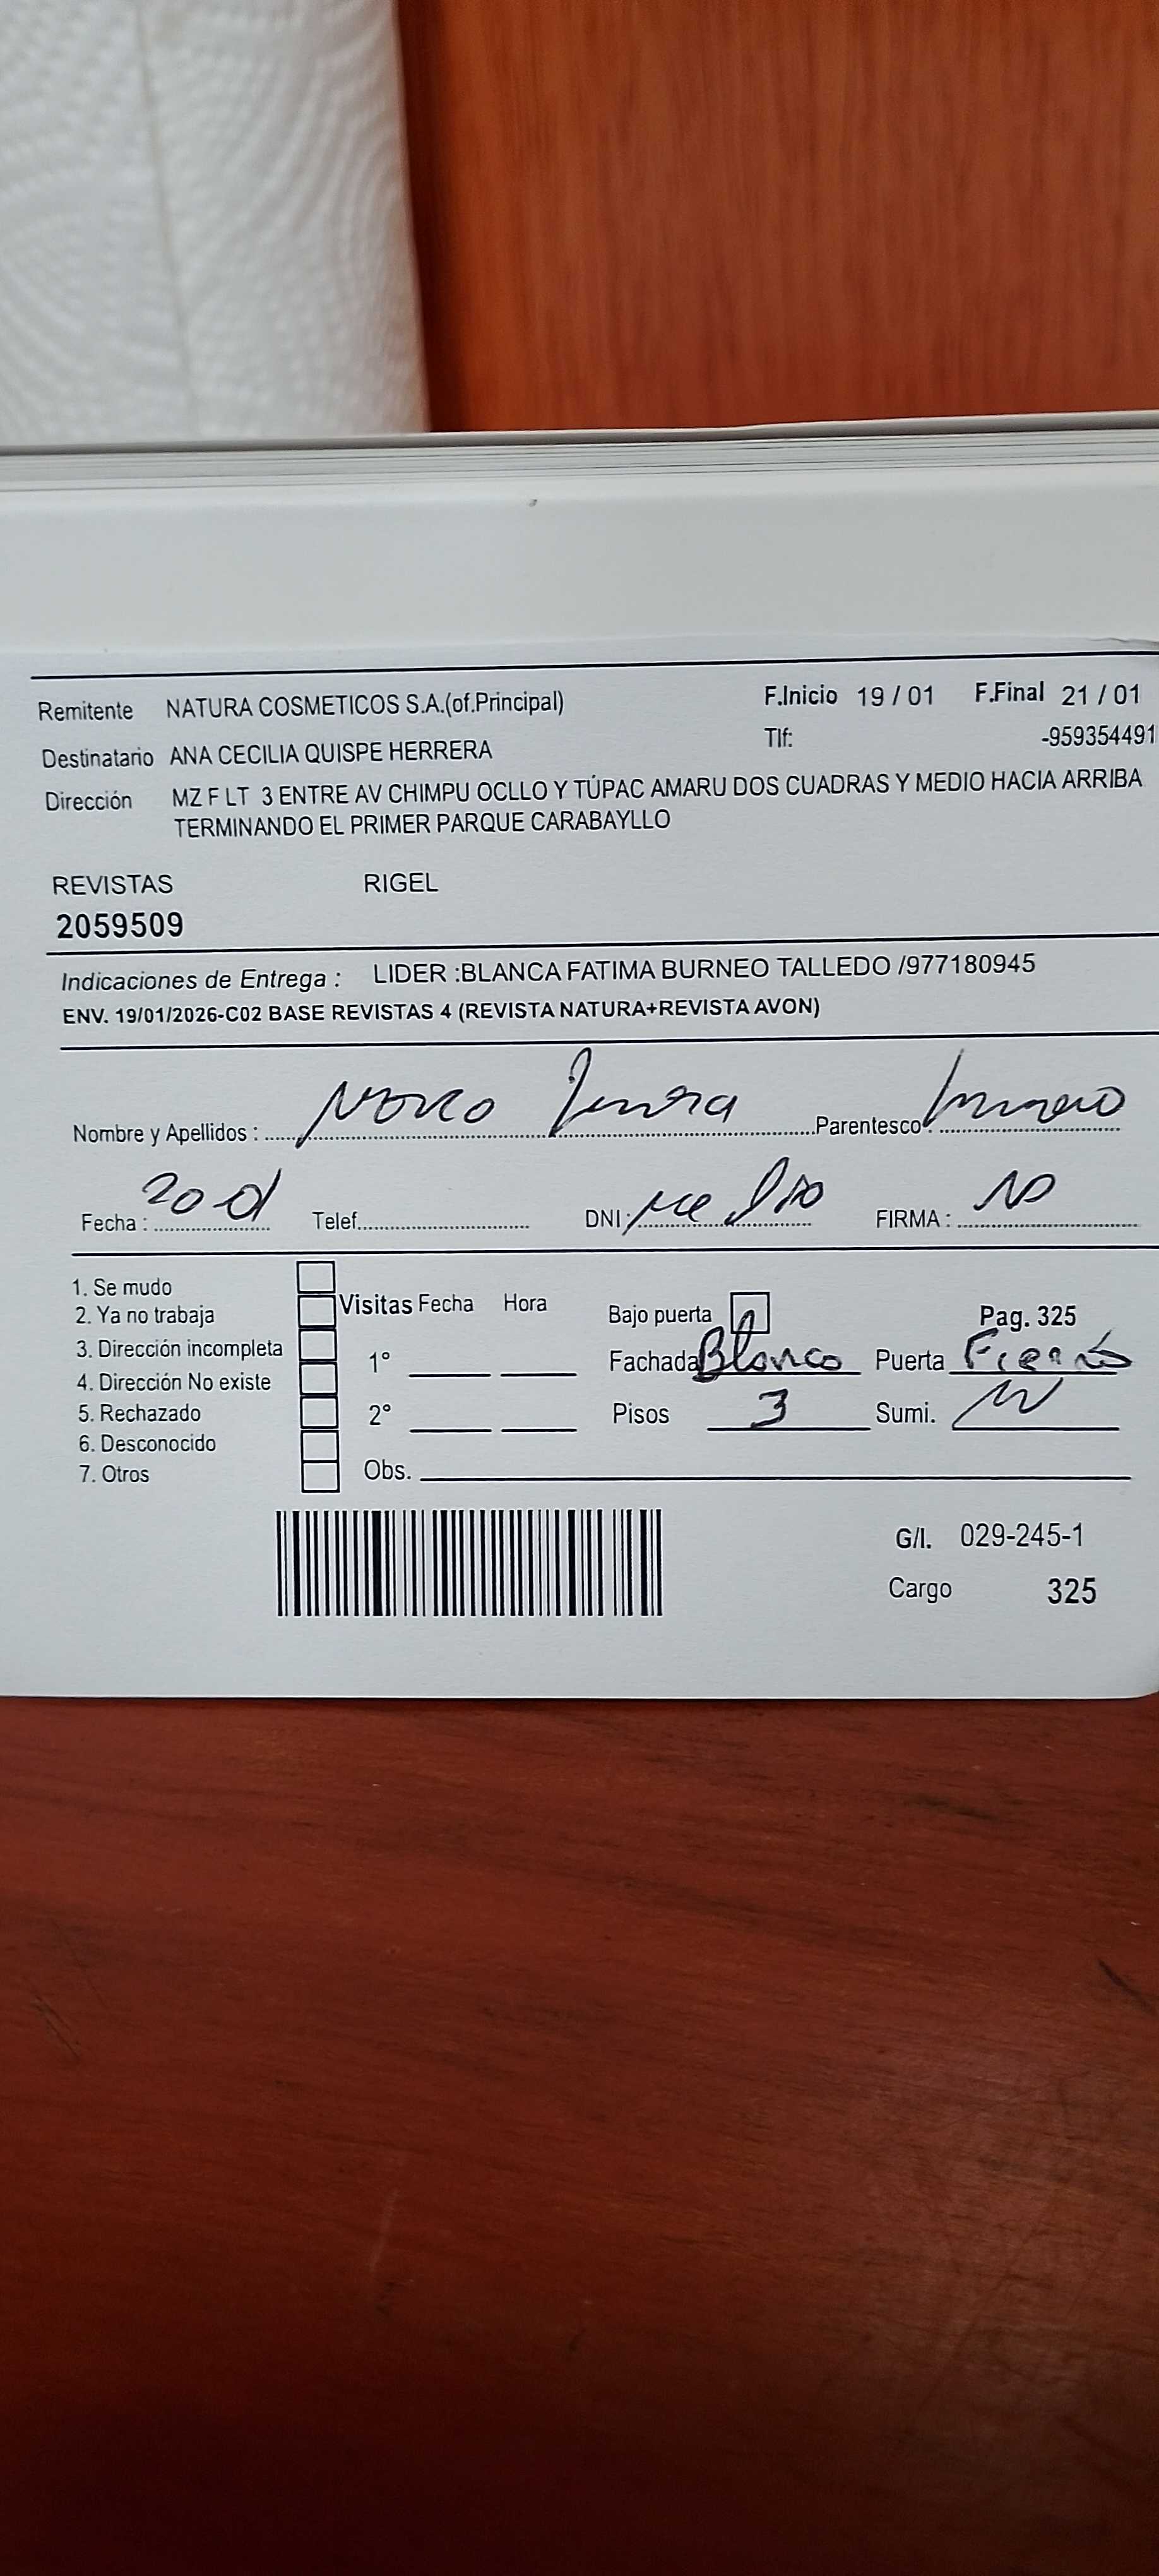 Remitente NATURA COSMETICOS S.A.(of.Principal) F.Inicio 19 / 01 F.Final 21 / 01
Destinatario ANA CECILIA QUISPE HERRERA Tlf: -959354491
Dirección MZ F LT 3 ENTRE AV CHIMPU OCLLO Y TÚPAC AMARU DOS CUADRAS Y MEDIO HACIA ARRIBA
TERMINANDO EL PRIMER PARQUE CARABAYLLO
REVISTAS RIGEL
2059509
Indicaciones de Entrega : LIDER :BLANCA FATIMA BURNEO TALLEDO /977180945
ENV. 19/01/2026-C02 BASE REVISTAS 4 (REVISTA NATURA+REVISTA AVON)
Nombre y Apellidos : Parentesco :
Fecha : 20 01 Telef. DNI : FIRMA : NO
1. Se mudo
2. Ya no trabaja Visitas Fecha Hora Bajo puerta Pag. 325
3. Dirección incompleta 1° Fachada Blanco Puerta Fierro
4. Dirección No existe
5. Rechazado 2° Pisos 3 Sumi.
6. Desconocido
7. Otros Obs.
G/I. 029-245-1
Cargo 325